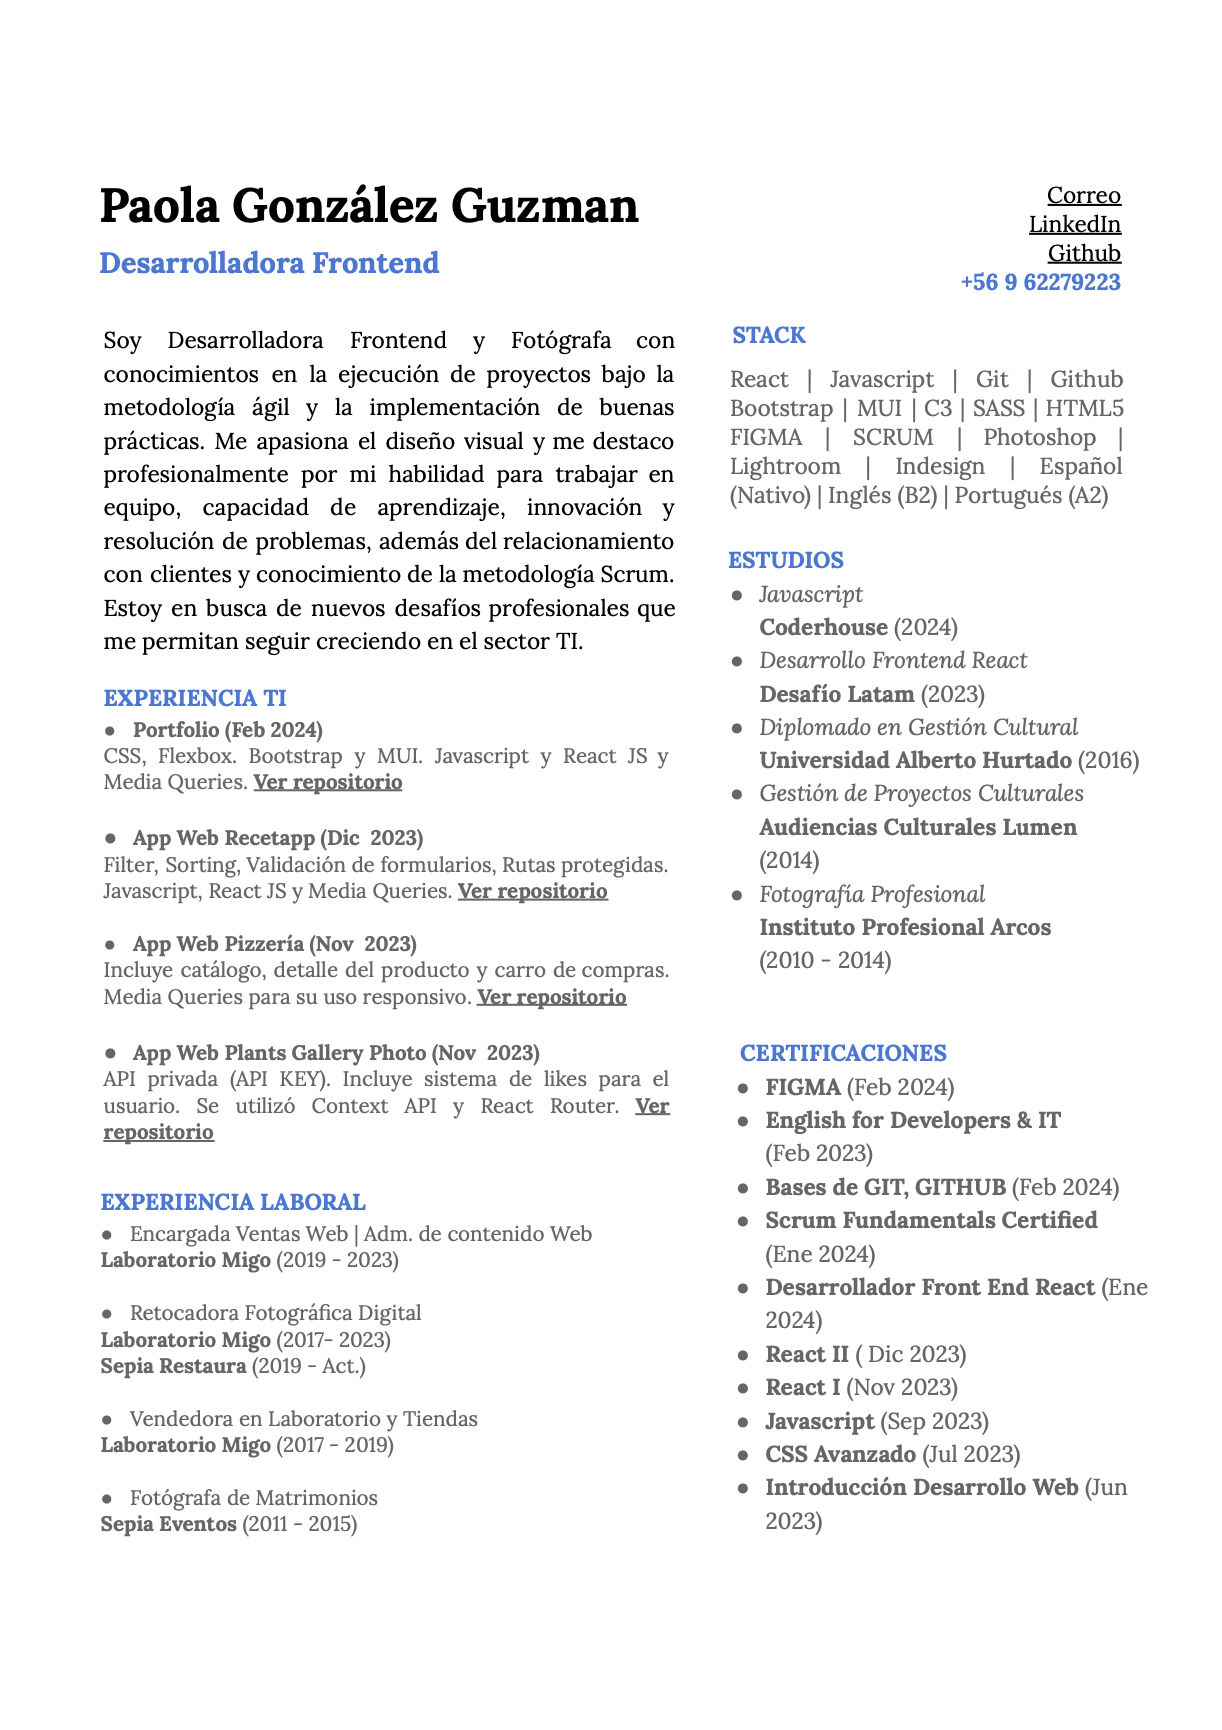 Paola González Guzman
Desarrolladora Frontend
Correo
LinkedIn
Github
+56 9 62279223
Soy Desarrolladora Frontend y Fotógrafa con
conocimientos en la ejecución de proyectos bajo la
metodología ágil y la implementación de buenas
prácticas. Me apasiona el diseño visual y me destaco
profesionalmente por mi habilidad para trabajar en
equipo, capacidad de aprendizaje, innovación y
resolución de problemas, además del relacionamiento
con clientes y conocimiento de la metodología Scrum.
Estoy en busca de nuevos desafíos profesionales que
me permitan seguir creciendo en el sector TI.
EXPERIENCIA TI
● Portfolio (Feb 2024)
CSS, Flexbox. Bootstrap y MUI. Javascript y React JS y
Media Queries. Ver repositorio
● App Web Recetapp (Dic 2023)
Filter, Sorting, Validación de formularios, Rutas protegidas.
Javascript, React JS y Media Queries. Ver repositorio
● App Web Pizzería (Nov 2023)
Incluye catálogo, detalle del producto y carro de compras.
Media Queries para su uso responsivo. Ver repositorio
● App Web Plants Gallery Photo (Nov 2023)
API privada (API KEY). Incluye sistema de likes para el
usuario. Se utilizó Context API y React Router. Ver
repositorio
EXPERIENCIA LABORAL
● Encargada Ventas Web | Adm. de contenido Web
Laboratorio Migo (2019 - 2023)
● Retocadora Fotográfica Digital
Laboratorio Migo (2017- 2023)
Sepia Restaura (2019 - Act.)
● Vendedora en Laboratorio y Tiendas
Laboratorio Migo (2017 - 2019)
● Fotógrafa de Matrimonios
Sepia Eventos (2011 - 2015)
STACK
React | Javascript | Git | Github
Bootstrap | MUI | C3 | SASS | HTML5
FIGMA | SCRUM | Photoshop |
Lightroom | Indesign | Español
(Nativo) | Inglés (B2) | Portugués (A2)
ESTUDIOS
● Javascript
Coderhouse (2024)
● Desarrollo Frontend React
Desafío Latam (2023)
● Diplomado en Gestión Cultural
Universidad Alberto Hurtado (2016)
● Gestión de Proyectos Culturales
Audiencias Culturales Lumen
(2014)
● Fotografía Profesional
Instituto Profesional Arcos
(2010 - 2014)
CERTIFICACIONES
● FIGMA (Feb 2024)
● English for Developers & IT
(Feb 2023)
● Bases de GIT, GITHUB (Feb 2024)
● Scrum Fundamentals Certified
(Ene 2024)
● Desarrollador Front End React (Ene
2024)
● React II ( Dic 2023)
● React I (Nov 2023)
● Javascript (Sep 2023)
● CSS Avanzado (Jul 2023)
● Introducción Desarrollo Web (Jun
2023)